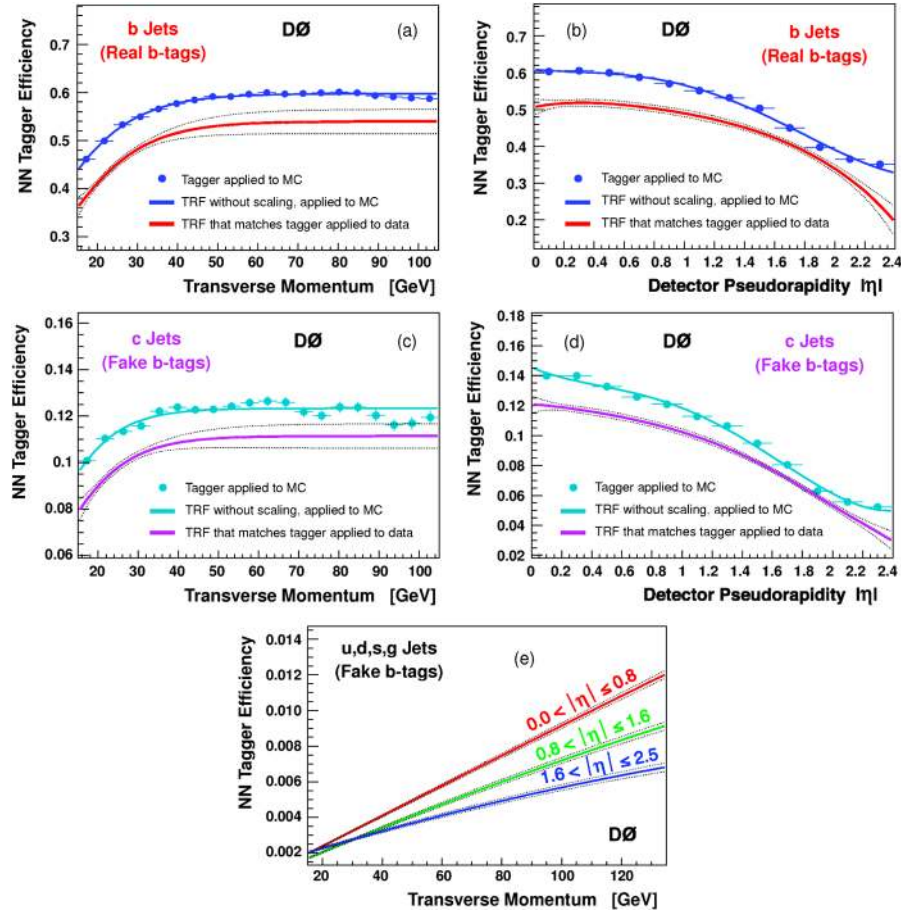 b Jets
(Real b-tags)
DØ
(a)
NN Tagger Efficiency
0.7
0.6
0.5
0.4
0.3
Tagger applied to MC
TRF without scaling, applied to MC
TRF that matches tagger applied to data
20 30 40 50 60 70 80 90 100
Transverse Momentum [GeV]
(b)
DØ
b Jets
(Real b-tags)
NN Tagger Efficiency
0.8
0.7
0.6
0.5
0.4
0.3
0.2
Tagger applied to MC
TRF without scaling, applied to MC
TRF that matches tagger applied to data
0 0.2 0.4 0.6 0.8 1 1.2 1.4 1.6 1.8 2 2.2 2.4
Detector Pseudorapidity |η|
c Jets
(Fake b-tags)
DØ
(c)
NN Tagger Efficiency
0.16
0.14
0.12
0.1
0.08
0.06
Tagger applied to MC
TRF without scaling, applied to MC
TRF that matches tagger applied to data
20 30 40 50 60 70 80 90 100
Transverse Momentum [GeV]
(d)
DØ
c Jets
(Fake b-tags)
NN Tagger Efficiency
0.18
0.16
0.14
0.12
0.1
0.08
0.06
0.04
0.02
Tagger applied to MC
TRF without scaling, applied to MC
TRF that matches tagger applied to data
0 0.2 0.4 0.6 0.8 1 1.2 1.4 1.6 1.8 2 2.2 2.4
Detector Pseudorapidity |η|
u,d,s,g Jets
(Fake b-tags)
(e)
NN Tagger Efficiency
0.014
0.012
0.010
0.008
0.006
0.004
0.002
0.0 < |η| ≤ 0.8
0.8 < |η| ≤ 1.6
1.6 < |η| ≤ 2.5
DØ
20 40 60 80 100 120
Transverse Momentum [GeV]